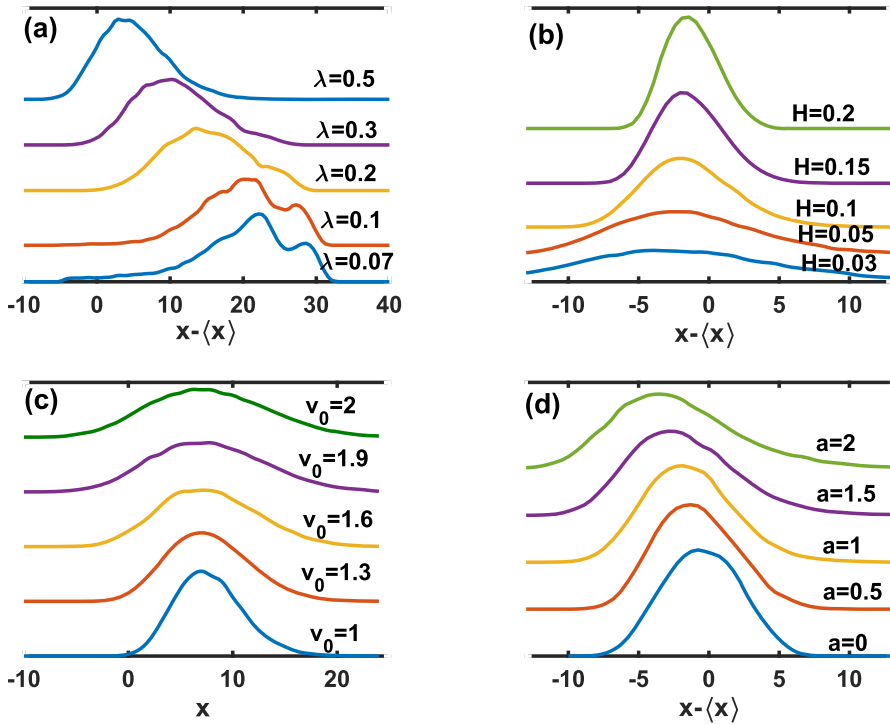 (a)
λ=0.5
λ=0.3
λ=0.2
λ=0.1
λ=0.07
-10 0 10 20 30 40
x-⟨x⟩
(b)
H=0.2
H=0.15
H=0.1
H=0.05
H=0.03
-10 -5 0 5 10
x-⟨x⟩
(c)
v₀=2
v₀=1.9
v₀=1.6
v₀=1.3
v₀=1
-10 0 10 20
x
(d)
a=2
a=1.5
a=1
a=0.5
a=0
-10 -5 0 5 10
x-⟨x⟩